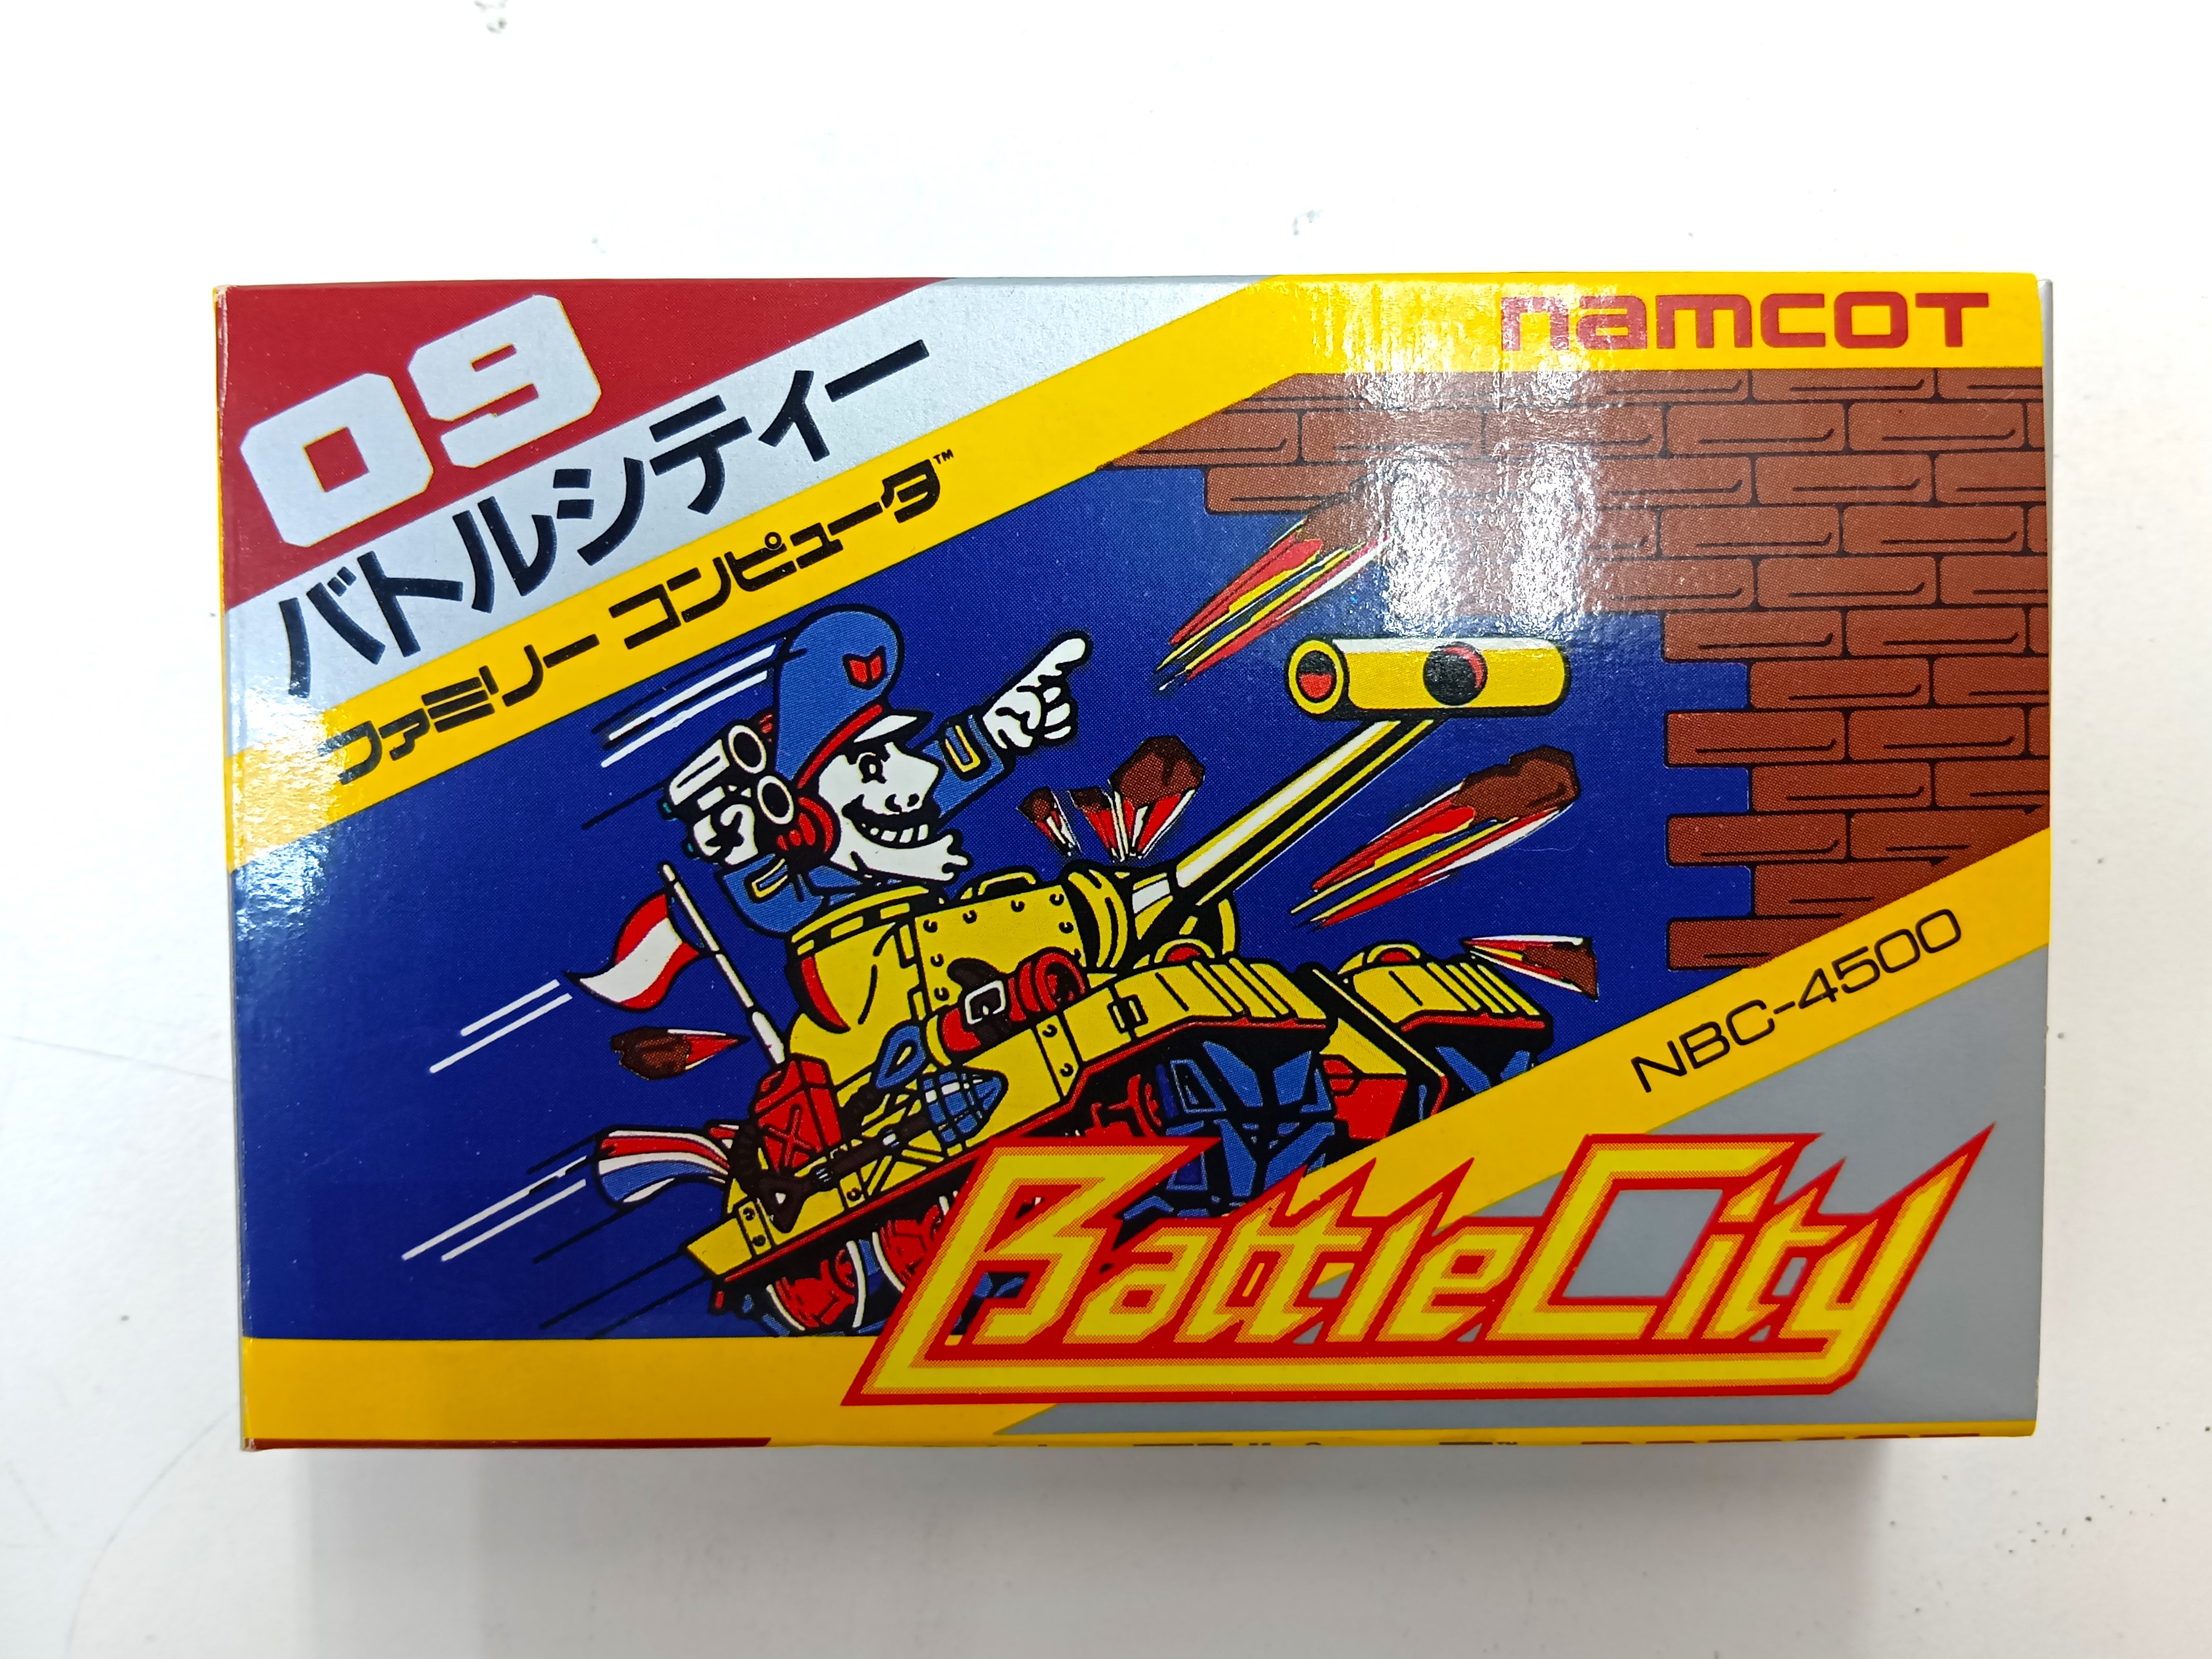 09
namcoT
バトルシティー
ファミリー コンピュータ™
NBC-4500
BattleCity